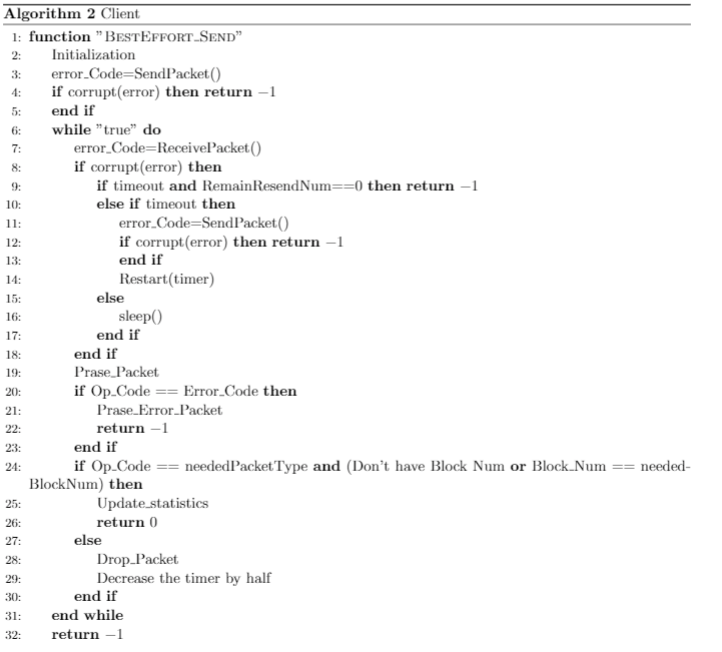 Algorithm 2 Client
1: function "BESTEFFORT_SEND"
2: Initialization
3: error_Code=SendPacket()
4: if corrupt(error) then return −1
5: end if
6: while "true" do
7: error_Code=ReceivePacket()
8: if corrupt(error) then
9: if timeout and RemainResendNum==0 then return −1
10: else if timeout then
11: error_Code=SendPacket()
12: if corrupt(error) then return −1
13: end if
14: Restart(timer)
15: else
16: sleep()
17: end if
18: end if
19: Prase_Packet
20: if Op_Code == Error_Code then
21: Prase_Error_Packet
22: return −1
23: end if
24: if Op_Code == neededPacketType and (Don't have Block Num or Block_Num == needed-
BlockNum) then
25: Update_statistics
26: return 0
27: else
28: Drop_Packet
29: Decrease the timer by half
30: end if
31: end while
32: return −1